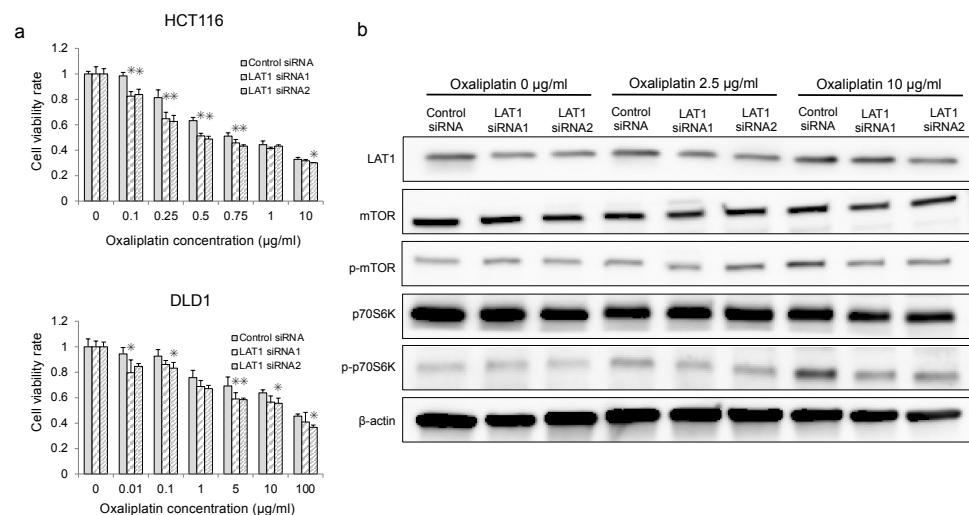 a
HCT116
Cell viability rate
1.2
1
0.8
0.6
0.4
0.2
0
Control siRNA
LAT1 siRNA1
LAT1 siRNA2
** ** ** ** *
0 0.1 0.25 0.5 0.75 1 10
Oxaliplatin concentration (µg/ml)
DLD1
Cell viability rate
1.2
1
0.8
0.6
0.4
0.2
0
Control siRNA
LAT1 siRNA1
LAT1 siRNA2
* * ** * *
0 0.01 0.1 1 5 10 100
Oxaliplatin concentration (µg/ml)
b
Oxaliplatin 0 µg/ml Oxaliplatin 2.5 µg/ml Oxaliplatin 10 µg/ml
Control LAT1 LAT1 Control LAT1 LAT1 Control LAT1 LAT1
siRNA siRNA1 siRNA2 siRNA siRNA1 siRNA2 siRNA siRNA1 siRNA2
LAT1
mTOR
p-mTOR
p70S6K
p-p70S6K
β-actin